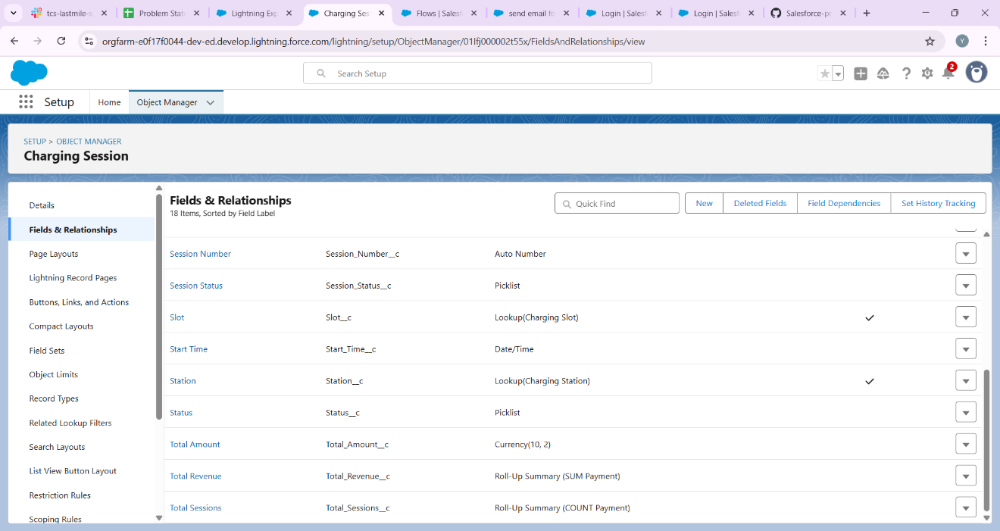 tcs-lastmile-s
Problem Stat
Lightning Exp
Charging Ses
Flows | Salesf
send email fo
Login | Salesf
Login | Salesf
Salesforce-pr
orgfarm-e0f17f0044-dev-ed.develop.lightning.force.com/lightning/setup/ObjectManager/01Ifj000002t55x/FieldsAndRelationships/view
Y
Search Setup
2
Setup
Home
Object Manager
SETUP > OBJECT MANAGER
Charging Session
Details
Fields & Relationships
Page Layouts
Lightning Record Pages
Buttons, Links, and Actions
Compact Layouts
Field Sets
Object Limits
Record Types
Related Lookup Filters
Search Layouts
List View Button Layout
Restriction Rules
Scoping Rules
Fields & Relationships
18 Items, Sorted by Field Label
Quick Find
New
Deleted Fields
Field Dependencies
Set History Tracking
Session Number Session_Number__c Auto Number
Session Status Session_Status__c Picklist
Slot Slot__c Lookup(Charging Slot)
Start Time Start_Time__c Date/Time
Station Station__c Lookup(Charging Station)
Status Status__c Picklist
Total Amount Total_Amount__c Currency(10, 2)
Total Revenue Total_Revenue__c Roll-Up Summary (SUM Payment)
Total Sessions Total_Sessions__c Roll-Up Summary (COUNT Payment)